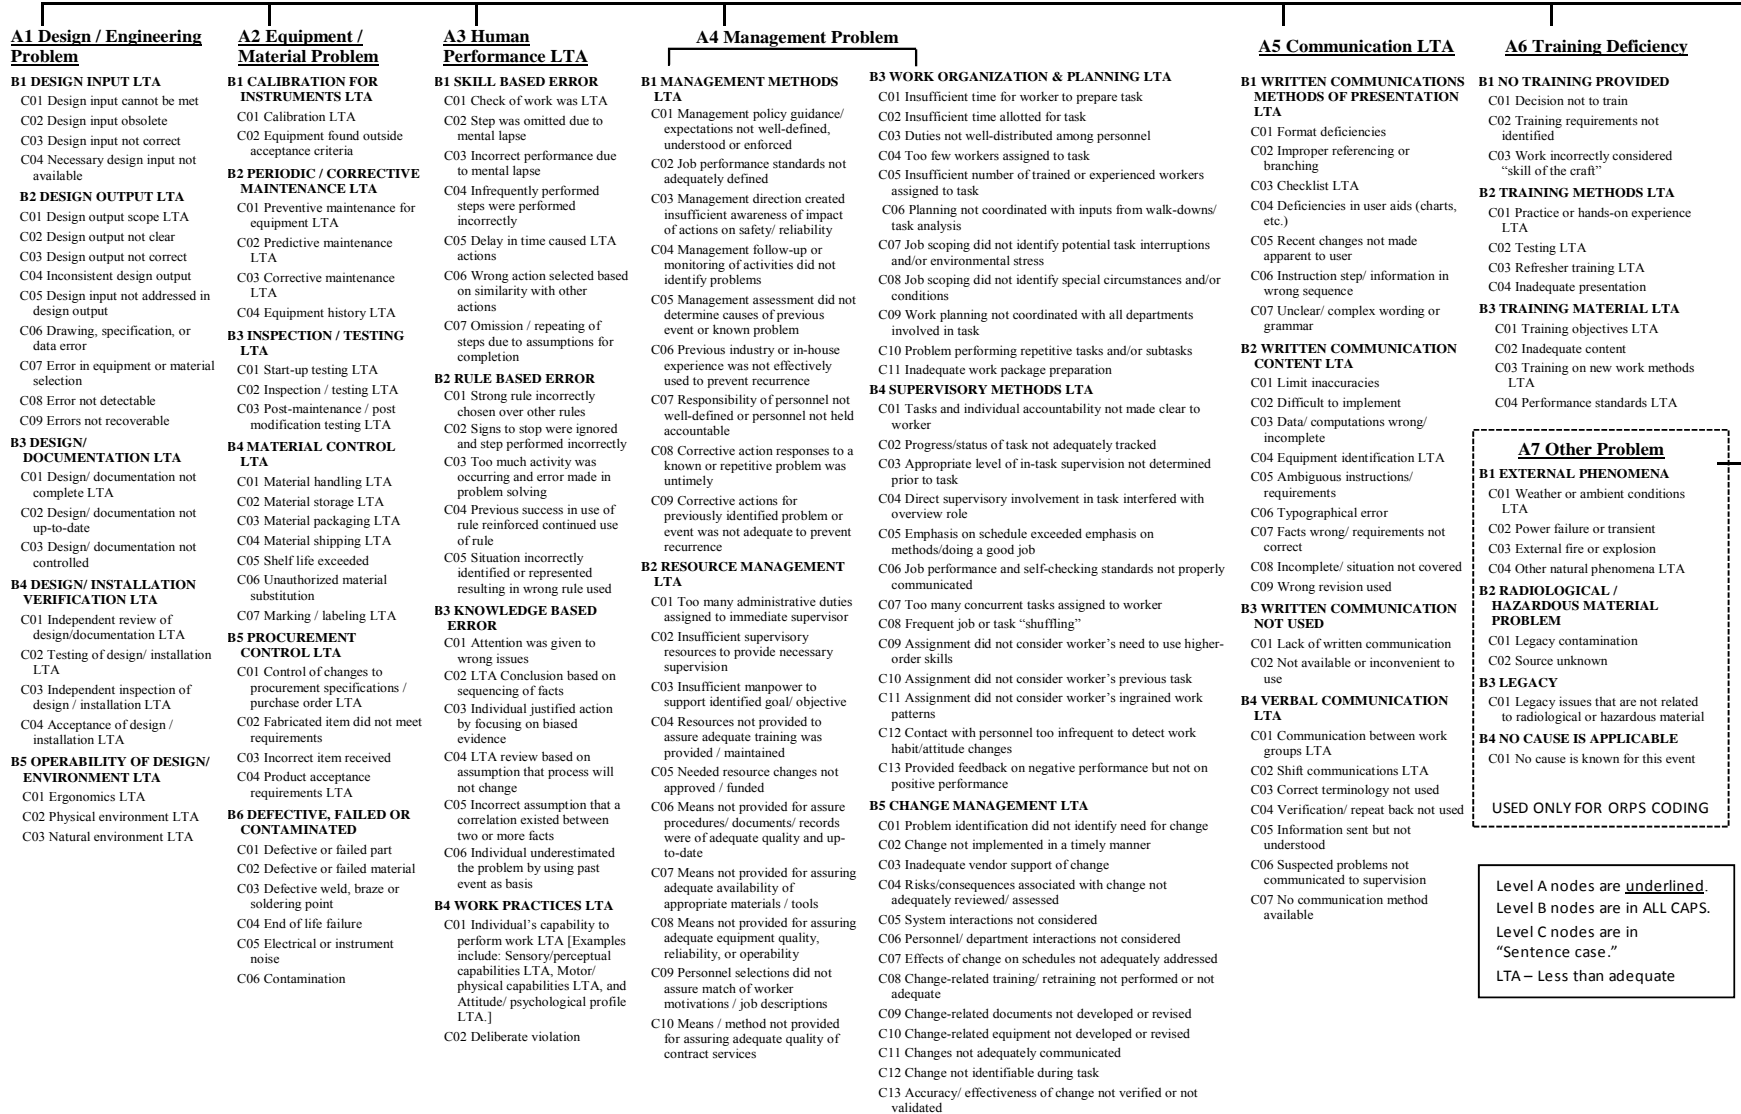 A1 Design / Engineering
Problem
B1 DESIGN INPUT LTA
C01 Design input cannot be met
C02 Design input obsolete
C03 Design input not correct
C04 Necessary design input not
available
B2 DESIGN OUTPUT LTA
C01 Design output scope LTA
C02 Design output not clear
C03 Design output not correct
C04 Inconsistent design output
C05 Design input not addressed in
design output
C06 Drawing, specification, or
data error
C07 Error in equipment or material
selection
C08 Error not detectable
C09 Errors not recoverable
B3 DESIGN/
DOCUMENTATION LTA
C01 Design/ documentation not
complete LTA
C02 Design/ documentation not
up-to-date
C03 Design/ documentation not
controlled
B4 DESIGN/ INSTALLATION
VERIFICATION LTA
C01 Independent review of
design/documentation LTA
C02 Testing of design/ installation
LTA
C03 Independent inspection of
design / installation LTA
C04 Acceptance of design /
installation LTA
B5 OPERABILITY OF DESIGN/
ENVIRONMENT LTA
C01 Ergonomics LTA
C02 Physical environment LTA
C03 Natural environment LTA
A2 Equipment /
Material Problem
B1 CALIBRATION FOR
INSTRUMENTS LTA
C01 Calibration LTA
C02 Equipment found outside
acceptance criteria
B2 PERIODIC / CORRECTIVE
MAINTENANCE LTA
C01 Preventive maintenance for
equipment LTA
C02 Predictive maintenance
LTA
C03 Corrective maintenance
LTA
C04 Equipment history LTA
B3 INSPECTION / TESTING
LTA
C01 Start-up testing LTA
C02 Inspection / testing LTA
C03 Post-maintenance / post
modification testing LTA
B4 MATERIAL CONTROL
LTA
C01 Material handling LTA
C02 Material storage LTA
C03 Material packaging LTA
C04 Material shipping LTA
C05 Shelf life exceeded
C06 Unauthorized material
substitution
C07 Marking / labeling LTA
B5 PROCUREMENT
CONTROL LTA
C01 Control of changes to
procurement specifications /
purchase order LTA
C02 Fabricated item did not meet
requirements
C03 Incorrect item received
C04 Product acceptance
requirements LTA
B6 DEFECTIVE, FAILED OR
CONTAMINATED
C01 Defective or failed part
C02 Defective or failed material
C03 Defective weld, braze or
soldering point
C04 End of life failure
C05 Electrical or instrument
noise
C06 Contamination
A3 Human
Performance LTA
B1 SKILL BASED ERROR
C01 Check of work was LTA
C02 Step was omitted due to
mental lapse
C03 Incorrect performance due
to mental lapse
C04 Infrequently performed
steps were performed
incorrectly
C05 Delay in time caused LTA
actions
C06 Wrong action selected based
on similarity with other
actions
C07 Omission / repeating of
steps due to assumptions for
completion
B2 RULE BASED ERROR
C01 Strong rule incorrectly
chosen over other rules
C02 Signs to stop were ignored
and step performed incorrectly
C03 Too much activity was
occurring and error made in
problem solving
C04 Previous success in use of
rule reinforced continued use
of rule
C05 Situation incorrectly
identified or represented
resulting in wrong rule used
B3 KNOWLEDGE BASED
ERROR
C01 Attention was given to
wrong issues
C02 LTA Conclusion based on
sequencing of facts
C03 Individual justified action
by focusing on biased
evidence
C04 LTA review based on
assumption that process will
not change
C05 Incorrect assumption that a
correlation existed between
two or more facts
C06 Individual underestimated
the problem by using past
event as basis
B4 WORK PRACTICES LTA
C01 Individual's capability to
perform work LTA [Examples
include: Sensory/perceptual
capabilities LTA, Motor/
physical capabilities LTA, and
Attitude/ psychological profile
LTA.]
C02 Deliberate violation
A4 Management Problem
B1 MANAGEMENT METHODS
LTA
C01 Management policy guidance/
expectations not well-defined,
understood or enforced
C02 Job performance standards not
adequately defined
C03 Management direction created
insufficient awareness of impact
of actions on safety/ reliability
C04 Management follow-up or
monitoring of activities did not
identify problems
C05 Management assessment did not
determine causes of previous
event or known problem
C06 Previous industry or in-house
experience was not effectively
used to prevent recurrence
C07 Responsibility of personnel not
well-defined or personnel not held
accountable
C08 Corrective action responses to a
known or repetitive problem was
untimely
C09 Corrective actions for
previously identified problem or
event was not adequate to prevent
recurrence
B2 RESOURCE MANAGEMENT
LTA
C01 Too many administrative duties
assigned to immediate supervisor
C02 Insufficient supervisory
resources to provide necessary
supervision
C03 Insufficient manpower to
support identified goal/ objective
C04 Resources not provided to
assure adequate training was
provided / maintained
C05 Needed resource changes not
approved / funded
C06 Means not provided for assure
procedures/ documents/ records
were of adequate quality and up-
to-date
C07 Means not provided for assuring
adequate availability of
appropriate materials / tools
C08 Means not provided for assuring
adequate equipment quality,
reliability, or operability
C09 Personnel selections did not
assure match of worker
motivations / job descriptions
C10 Means / method not provided
for assuring adequate quality of
contract services
B3 WORK ORGANIZATION & PLANNING LTA
C01 Insufficient time for worker to prepare task
C02 Insufficient time allotted for task
C03 Duties not well-distributed among personnel
C04 Too few workers assigned to task
C05 Insufficient number of trained or experienced workers
assigned to task
C06 Planning not coordinated with inputs from walk-downs/
task analysis
C07 Job scoping did not identify potential task interruptions
and/or environmental stress
C08 Job scoping did not identify special circumstances and/or
conditions
C09 Work planning not coordinated with all departments
involved in task
C10 Problem performing repetitive tasks and/or subtasks
C11 Inadequate work package preparation
B4 SUPERVISORY METHODS LTA
C01 Tasks and individual accountability not made clear to
worker
C02 Progress/status of task not adequately tracked
C03 Appropriate level of in-task supervision not determined
prior to task
C04 Direct supervisory involvement in task interfered with
overview role
C05 Emphasis on schedule exceeded emphasis on
methods/doing a good job
C06 Job performance and self-checking standards not properly
communicated
C07 Too many concurrent tasks assigned to worker
C08 Frequent job or task “shuffling”
C09 Assignment did not consider worker's need to use higher-
order skills
C10 Assignment did not consider worker's previous task
C11 Assignment did not consider worker's ingrained work
patterns
C12 Contact with personnel too infrequent to detect work
habit/attitude changes
C13 Provided feedback on negative performance but not on
positive performance
B5 CHANGE MANAGEMENT LTA
C01 Problem identification did not identify need for change
C02 Change not implemented in a timely manner
C03 Inadequate vendor support of change
C04 Risks/consequences associated with change not
adequately reviewed/ assessed
C05 System interactions not considered
C06 Personnel/ department interactions not considered
C07 Effects of change on schedules not adequately addressed
C08 Change-related training/ retraining not performed or not
adequate
C09 Change-related documents not developed or revised
C10 Change-related equipment not developed or revised
C11 Changes not adequately communicated
C12 Change not identifiable during task
C13 Accuracy/ effectiveness of change not verified or not
validated
A5 Communication LTA
B1 WRITTEN COMMUNICATIONS
METHODS OF PRESENTATION
LTA
C01 Format deficiencies
C02 Improper referencing or
branching
C03 Checklist LTA
C04 Deficiencies in user aids (charts,
etc.)
C05 Recent changes not made
apparent to user
C06 Instruction step/ information in
wrong sequence
C07 Unclear/ complex wording or
grammar
B2 WRITTEN COMMUNICATION
CONTENT LTA
C01 Limit inaccuracies
C02 Difficult to implement
C03 Data/ computations wrong/
incomplete
C04 Equipment identification LTA
C05 Ambiguous instructions/
requirements
C06 Typographical error
C07 Facts wrong/ requirements not
correct
C08 Incomplete/ situation not covered
C09 Wrong revision used
B3 WRITTEN COMMUNICATION
NOT USED
C01 Lack of written communication
C02 Not available or inconvenient to
use
B4 VERBAL COMMUNICATION
LTA
C01 Communication between work
groups LTA
C02 Shift communications LTA
C03 Correct terminology not used
C04 Verification/ repeat back not used
C05 Information sent but not
understood
C06 Suspected problems not
communicated to supervision
C07 No communication method
available
A6 Training Deficiency
B1 NO TRAINING PROVIDED
C01 Decision not to train
C02 Training requirements not
identified
C03 Work incorrectly considered
“skill of the craft”
B2 TRAINING METHODS LTA
C01 Practice or hands-on experience
LTA
C02 Testing LTA
C03 Refresher training LTA
C04 Inadequate presentation
B3 TRAINING MATERIAL LTA
C01 Training objectives LTA
C02 Inadequate content
C03 Training on new work methods
LTA
C04 Performance standards LTA
A7 Other Problem
B1 EXTERNAL PHENOMENA
C01 Weather or ambient conditions
LTA
C02 Power failure or transient
C03 External fire or explosion
C04 Other natural phenomena LTA
B2 RADIOLOGICAL /
HAZARDOUS MATERIAL
PROBLEM
C01 Legacy contamination
C02 Source unknown
B3 LEGACY
C01 Legacy issues that are not related
to radiological or hazardous material
B4 NO CAUSE IS APPLICABLE
C01 No cause is known for this event
USED ONLY FOR ORPS CODING
Level A nodes are underlined.
Level B nodes are in ALL CAPS.
Level C nodes are in
“Sentence case.”
LTA – Less than adequate